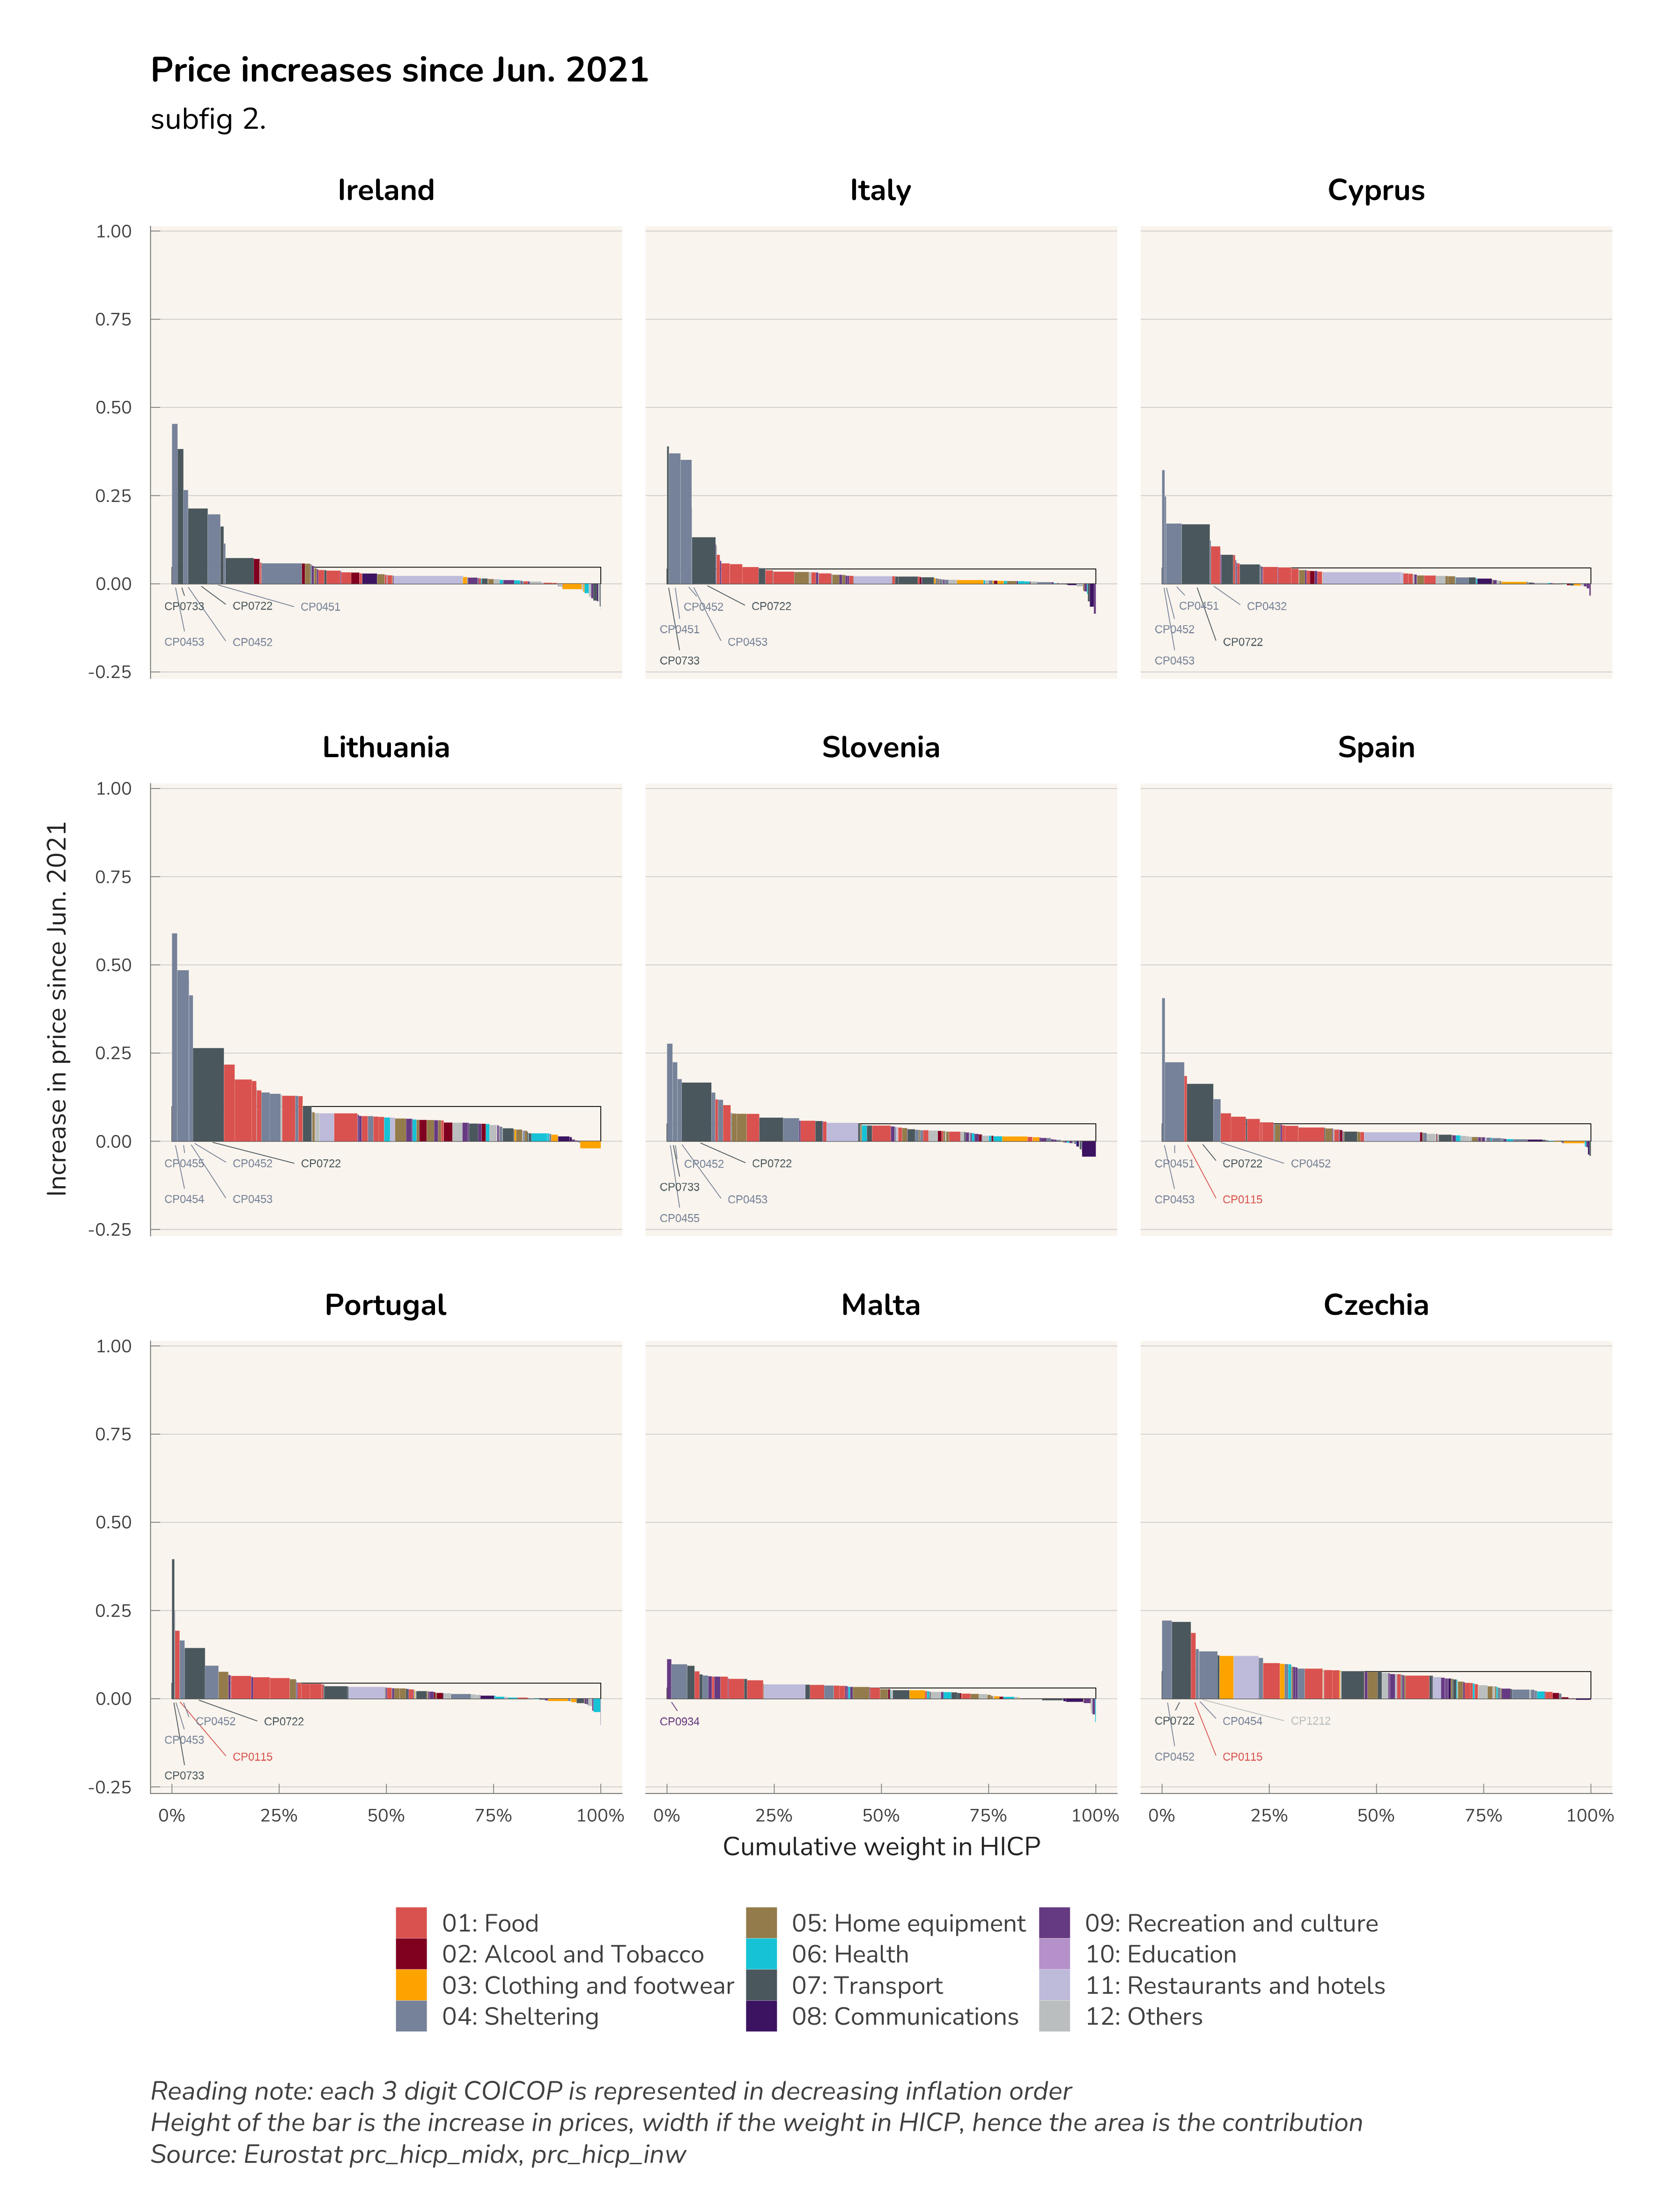 Price increases since Jun. 2021
subfig 2.
Ireland
Italy
Cyprus
1.00
0.75
0.50
0.25
0.00
-0.25
CP0733
CP0722
CP0451
CP0453
CP0452
CP0452
CP0722
CP0451
CP0453
CP0733
CP0451
CP0432
CP0452
CP0722
CP0453
Lithuania
Slovenia
Spain
1.00
0.75
0.50
0.25
0.00
-0.25
CP0455
CP0452
CP0722
CP0454
CP0453
CP0452
CP0722
CP0733
CP0453
CP0455
CP0451
CP0722
CP0452
CP0453
CP0115
Increase in price since Jun. 2021
Portugal
Malta
Czechia
1.00
0.75
0.50
0.25
0.00
-0.25
CP0452
CP0722
CP0453
CP0115
CP0733
CP0934
CP0722
CP0454
CP1212
CP0452
CP0115
0% 25% 50% 75% 100%
0% 25% 50% 75% 100%
0% 25% 50% 75% 100%
Cumulative weight in HICP
01: Food
02: Alcool and Tobacco
03: Clothing and footwear
04: Sheltering
05: Home equipment
06: Health
07: Transport
08: Communications
09: Recreation and culture
10: Education
11: Restaurants and hotels
12: Others
Reading note: each 3 digit COICOP is represented in decreasing inflation order
Height of the bar is the increase in prices, width if the weight in HICP, hence the area is the contribution
Source: Eurostat prc_hicp_midx, prc_hicp_inw